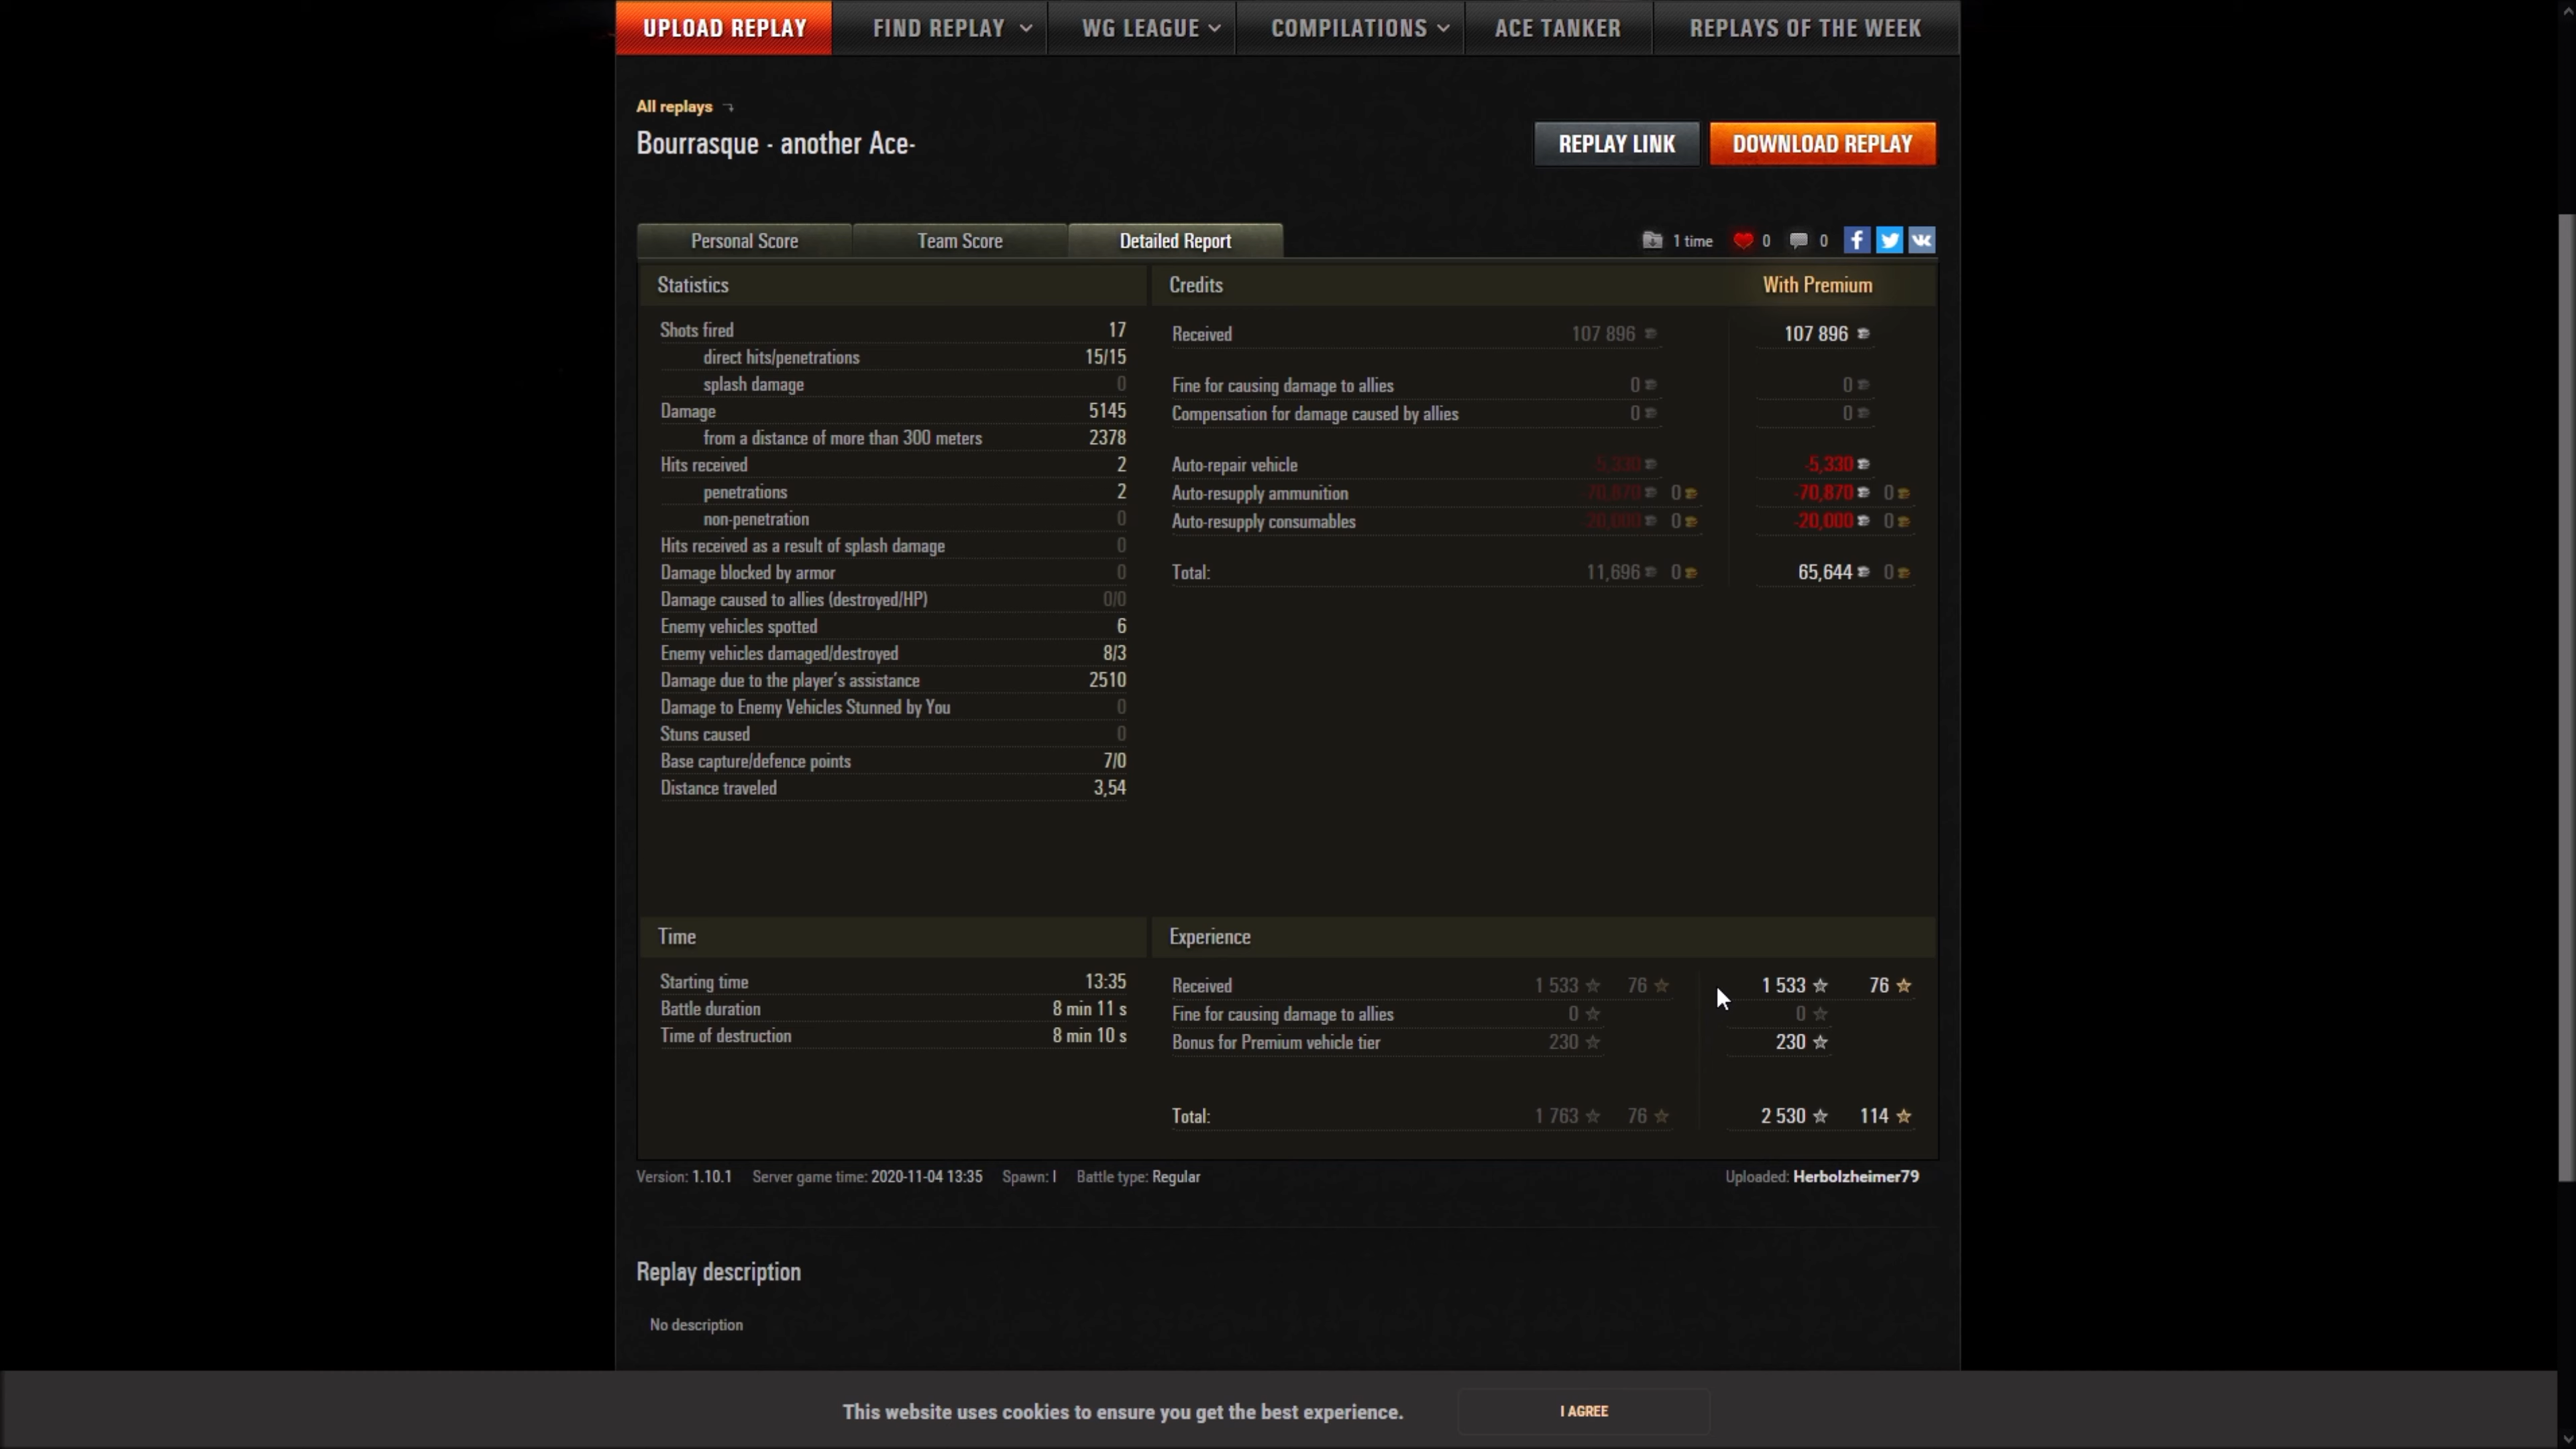 UPLOAD REPLAY FIND REPLAY WG LEAGUE COMPILATIONS ACE TANKER REPLAYS OF THE WEEK
All replays
Bourrasque - another Ace-
REPLAY LINK DOWNLOAD REPLAY
Personal Score Team Score Detailed Report 1 time 0 0
Statistics Credits With Premium
Shots fired 17
direct hits/penetrations 15/15
splash damage 0
Damage 5145
from a distance of more than 300 meters 2378
Hits received 2
penetrations 2
non-penetration 0
Hits received as a result of splash damage 0
Damage blocked by armor 0
Damage caused to allies (destroyed/HP) 0/0
Enemy vehicles spotted 6
Enemy vehicles damaged/destroyed 8/3
Damage due to the player's assistance 2510
Damage to Enemy Vehicles Stunned by You 0
Stuns caused 0
Base capture/defence points 7/0
Distance traveled 3,54
Received 107 896 107 896
Fine for causing damage to allies 0 0
Compensation for damage caused by allies 0 0
Auto-repair vehicle -5,330 -5,330
Auto-resupply ammunition -70,870 0 -70,870 0
Auto-resupply consumables -20,000 0 -20,000 0
Total: 11,696 0 65,644 0
Time
Starting time 13:35
Battle duration 8 min 11 s
Time of destruction 8 min 10 s
Experience
Received 1 533 76 1 533 76
Fine for causing damage to allies 0 0
Bonus for Premium vehicle tier 230 230
Total: 1 763 76 2 530 114
Version: 1.10.1 Server game time: 2020-11-04 13:35 Spawn: I Battle type: Regular Uploaded: Herbolzheimer79
Replay description
No description
This website uses cookies to ensure you get the best experience. I AGREE